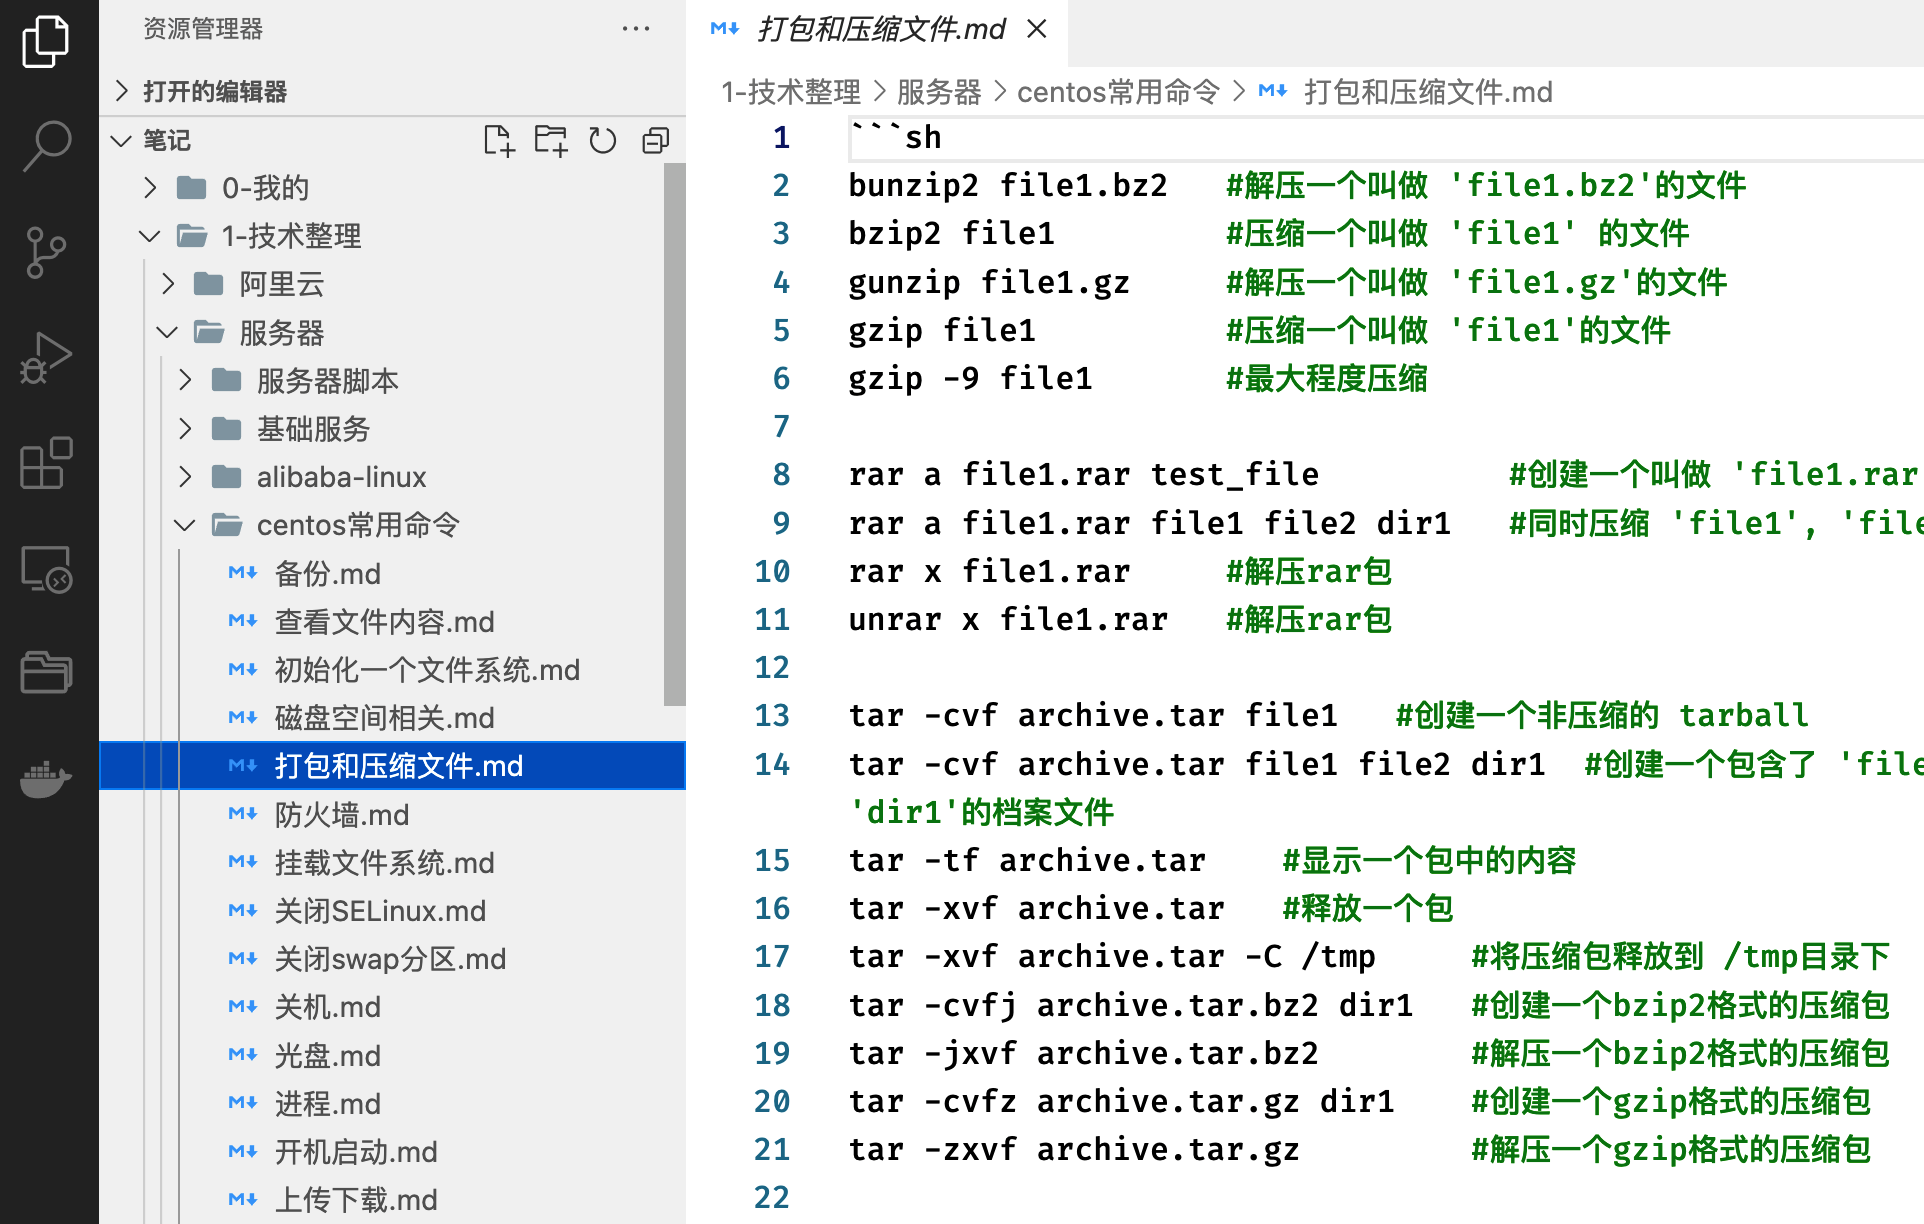 资源管理器
打开的编辑器
笔记
0-我的
1-技术整理
阿里云
服务器
服务器脚本
基础服务
alibaba-linux
centos常用命令
备份.md
查看文件内容.md
初始化一个文件系统.md
磁盘空间相关.md
打包和压缩文件.md
防火墙.md
挂载文件系统.md
关闭SELinux.md
关闭swap分区.md
关机.md
光盘.md
进程.md
开机启动.md
上传下载.md
打包和压缩文件.md
1-技术整理 > 服务器 > centos常用命令 > 打包和压缩文件.md
1 ```sh
2 bunzip2 file1.bz2 #解压一个叫做 'file1.bz2'的文件
3 bzip2 file1 #压缩一个叫做 'file1' 的文件
4 gunzip file1.gz #解压一个叫做 'file1.gz'的文件
5 gzip file1 #压缩一个叫做 'file1'的文件
6 gzip -9 file1 #最大程度压缩
7
8 rar a file1.rar test_file #创建一个叫做 'file1.rar
9 rar a file1.rar file1 file2 dir1 #同时压缩 'file1', 'file
10 rar x file1.rar #解压rar包
11 unrar x file1.rar #解压rar包
12
13 tar -cvf archive.tar file1 #创建一个非压缩的 tarball
14 tar -cvf archive.tar file1 file2 dir1 #创建一个包含了 'file
'dir1'的档案文件
15 tar -tf archive.tar #显示一个包中的内容
16 tar -xvf archive.tar #释放一个包
17 tar -xvf archive.tar -C /tmp #将压缩包释放到 /tmp目录下
18 tar -cvfj archive.tar.bz2 dir1 #创建一个bzip2格式的压缩包
19 tar -jxvf archive.tar.bz2 #解压一个bzip2格式的压缩包
20 tar -cvfz archive.tar.gz dir1 #创建一个gzip格式的压缩包
21 tar -zxvf archive.tar.gz #解压一个gzip格式的压缩包
22